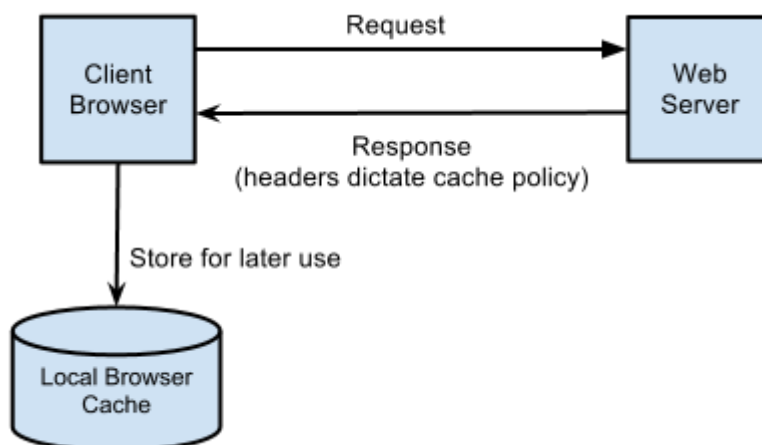 Request
Client
Browser
Web
Server
Response
(headers dictate cache policy)
Store for later use
Local Browser
Cache